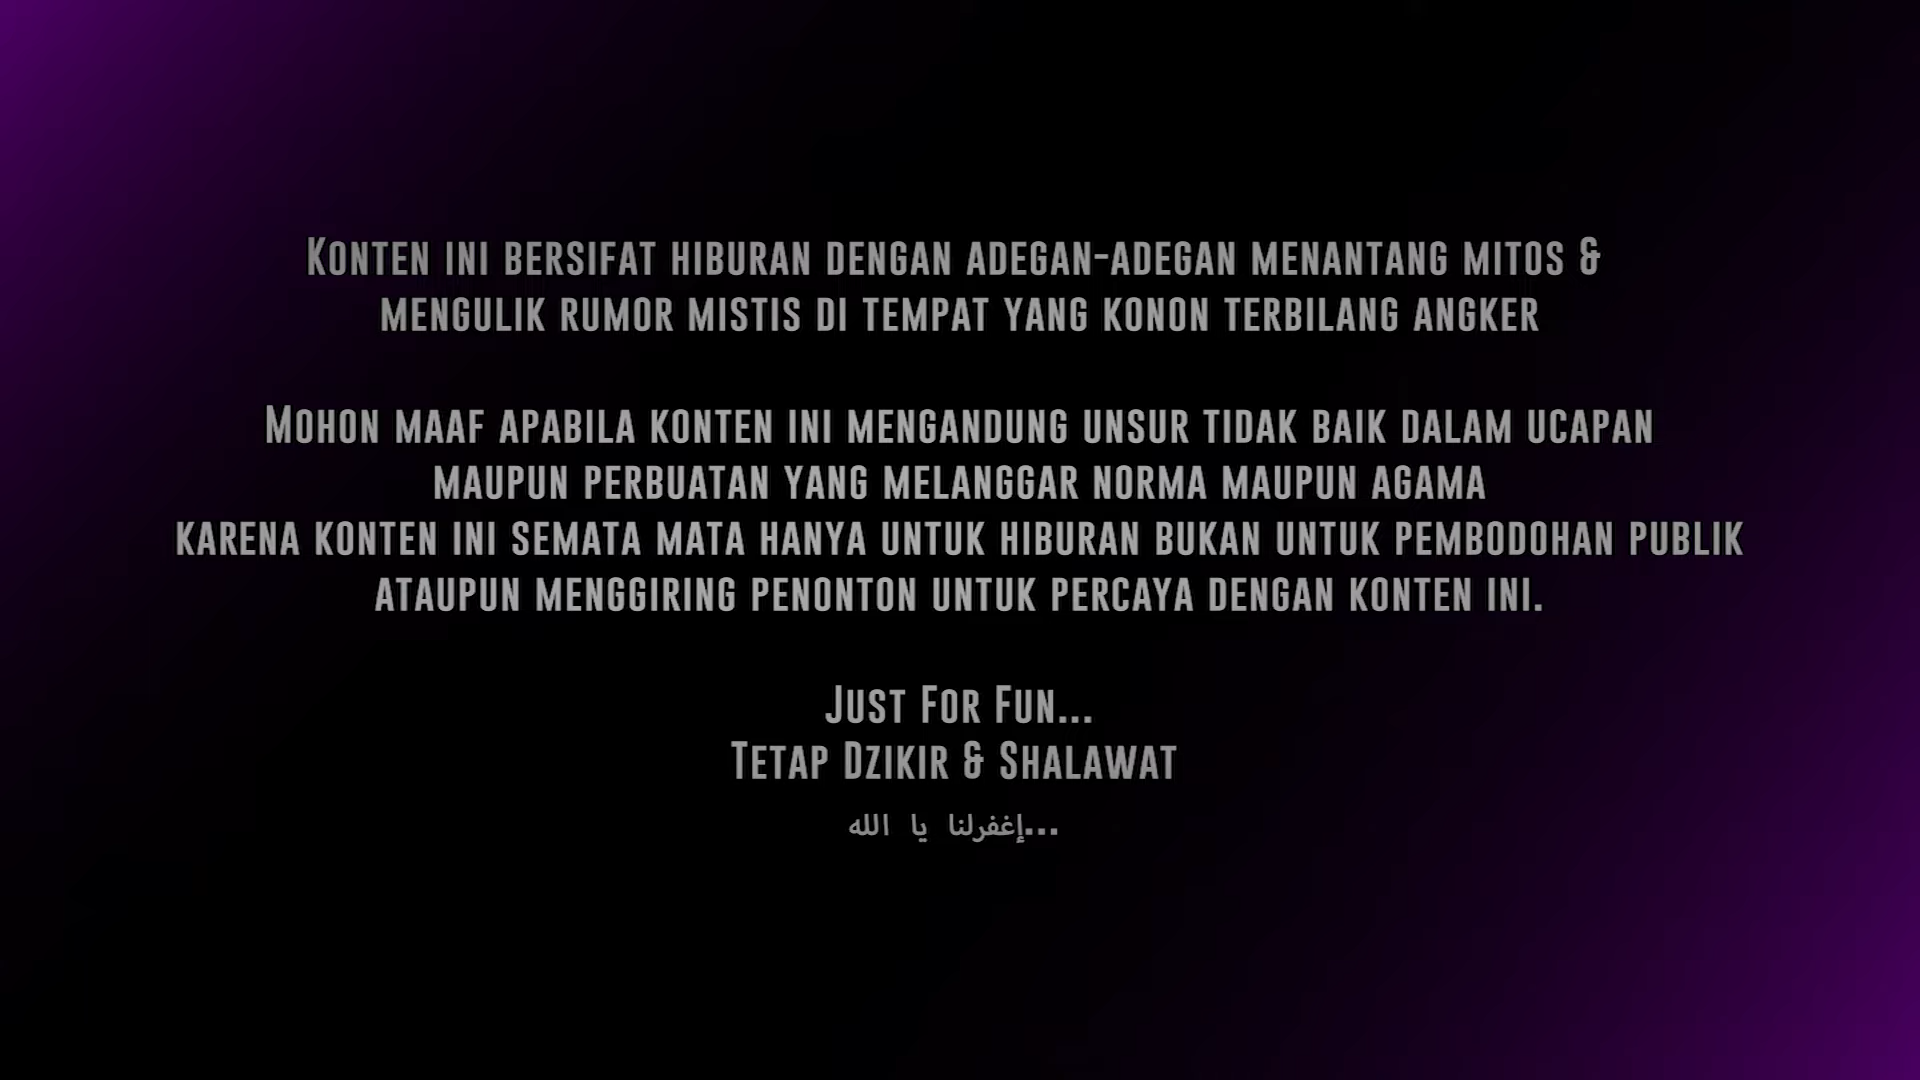 Konten ini bersifat hiburan dengan adegan-adegan menantang mitos &
mengulik rumor mistis di tempat yang konon terbilang angker
Mohon maaf apabila konten ini mengandung unsur tidak baik dalam ucapan
maupun perbuatan yang melanggar norma maupun agama
karena konten ini semata mata hanya untuk hiburan bukan untuk pembodohan publik
ataupun menggiring penonton untuk percaya dengan konten ini.
Just For Fun...
Tetap Dzikir & Shalawat
...إغفرلنا يا الله